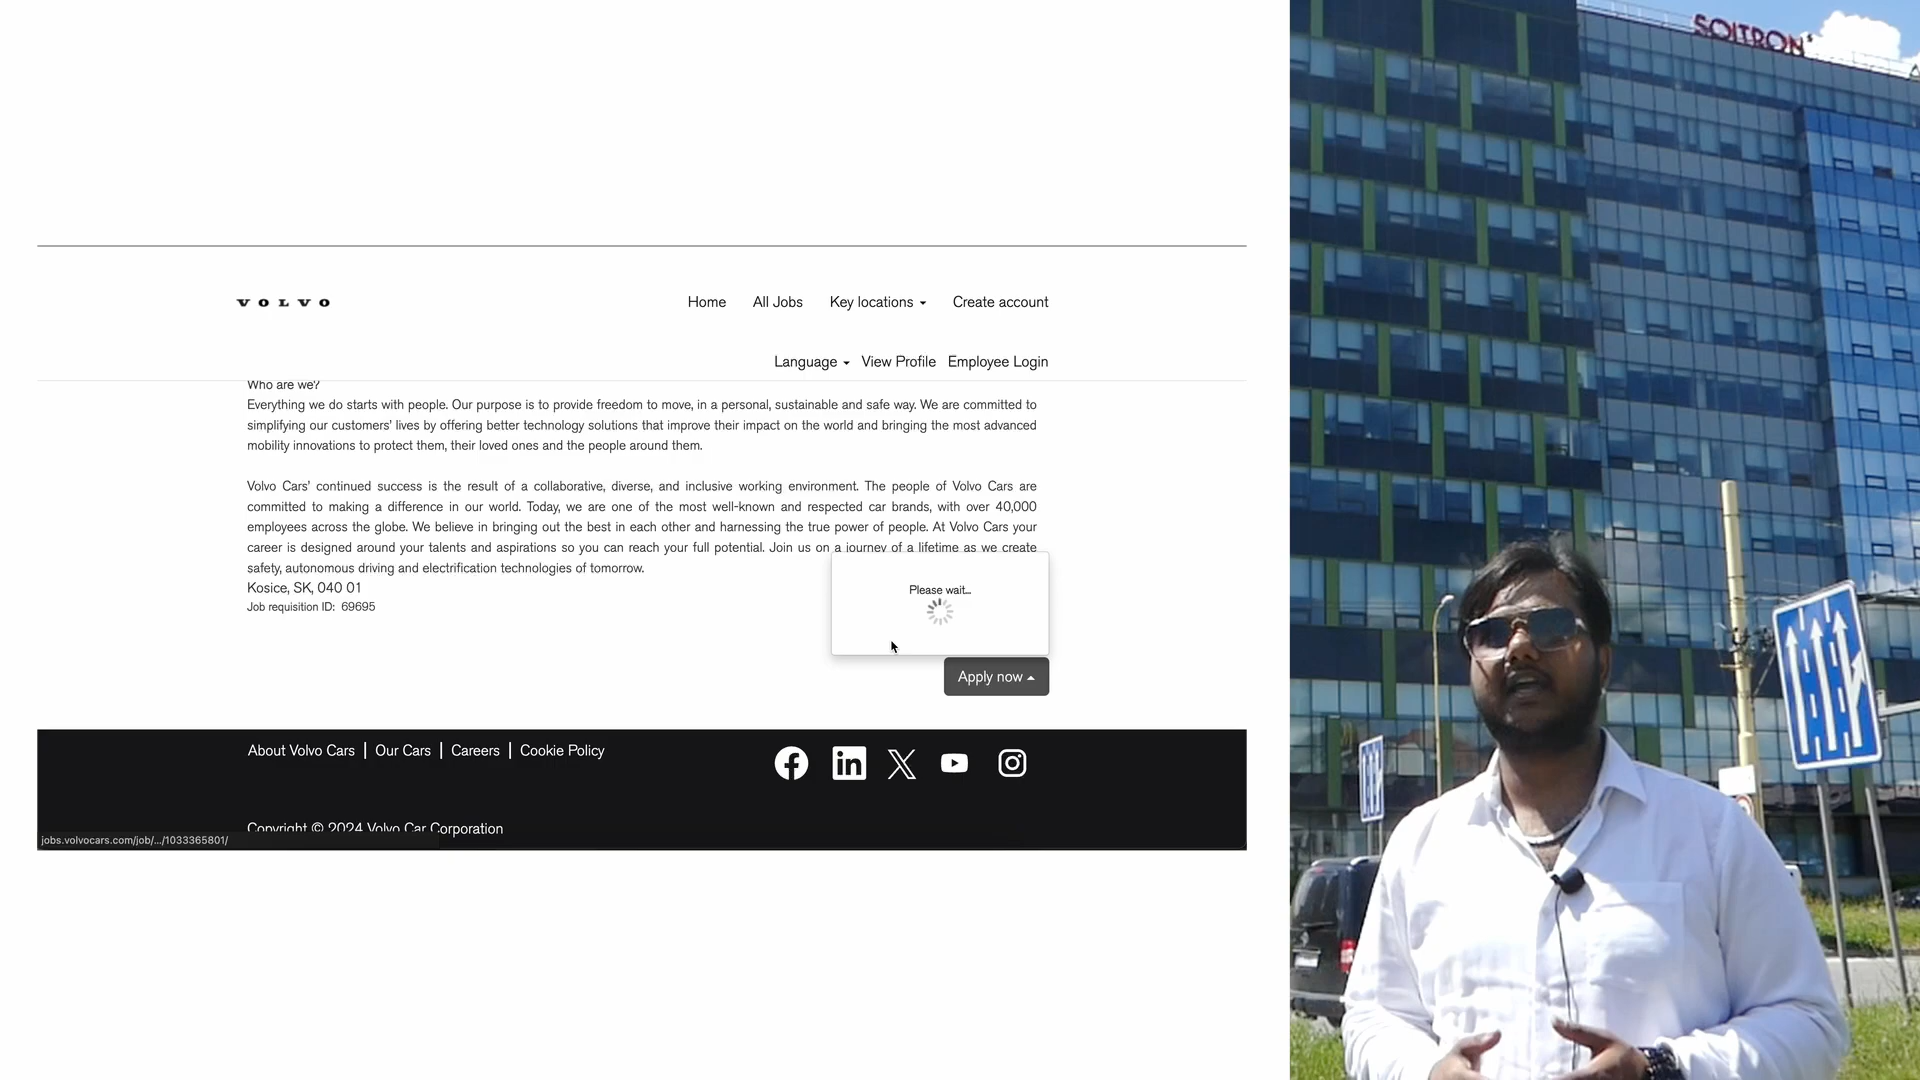 SOITRON
VOLVO
Home All Jobs Key locations Create account
Language View Profile Employee Login
Who are we?
Everything we do starts with people. Our purpose is to provide freedom to move, in a personal, sustainable and safe way. We are committed to
simplifying our customers' lives by offering better technology solutions that improve their impact on the world and bringing the most advanced
mobility innovations to protect them, their loved ones and the people around them.
Volvo Cars' continued success is the result of a collaborative, diverse, and inclusive working environment. The people of Volvo Cars are
committed to making a difference in our world. Today, we are one of the most well-known and respected car brands, with over 40,000
employees across the globe. We believe in bringing out the best in each other and harnessing the true power of people. At Volvo Cars your
career is designed around your talents and aspirations so you can reach your full potential. Join us on a journey of a lifetime as we create
safety, autonomous driving and electrification technologies of tomorrow.
Kosice, SK, 040 01
Job requisition ID: 69695
Please wait...
Apply now
About Volvo Cars | Our Cars | Careers | Cookie Policy
Copyright © 2024 Volvo Car Corporation
jobs.volvocars.com/job/.../1033365801/